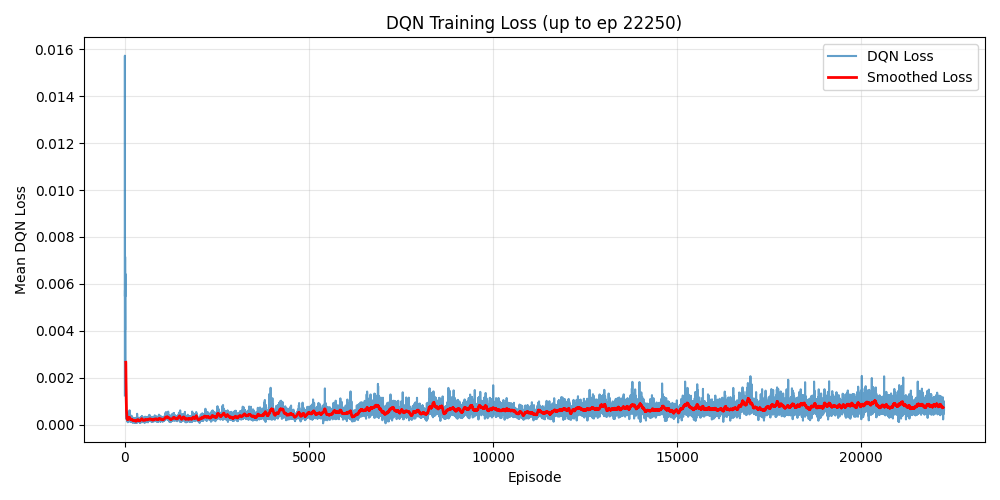 DQN Training Loss (up to ep 22250)
DQN Loss
Smoothed Loss
Mean DQN Loss
0.016
0.014
0.012
0.010
0.008
0.006
0.004
0.002
0.000
0 5000 10000 15000 20000
Episode